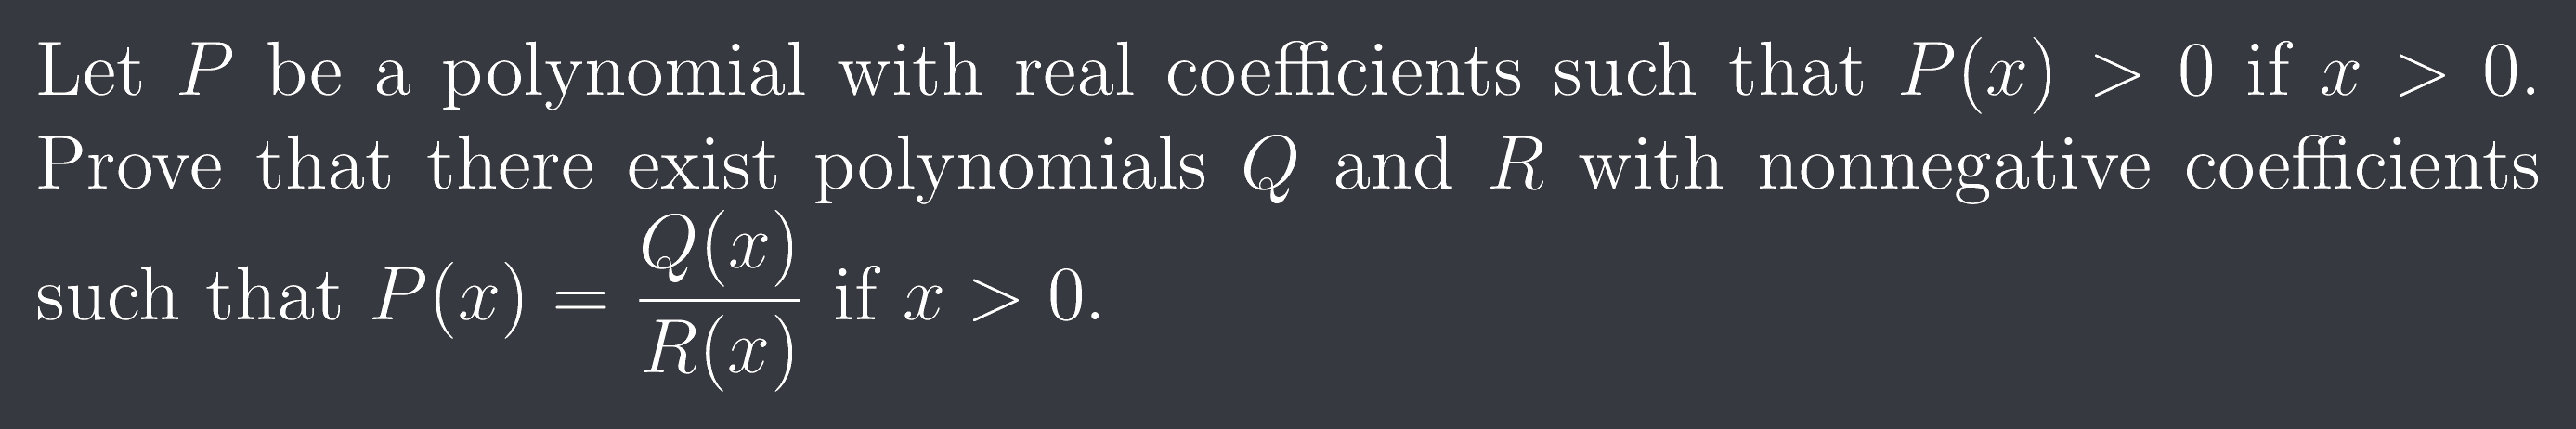 Let P be a polynomial with real coefficients such that P(x) > 0 if x > 0.
Prove that there exist polynomials Q and R with nonnegative coefficients
such that P(x) = Q(x)/R(x) if x > 0.